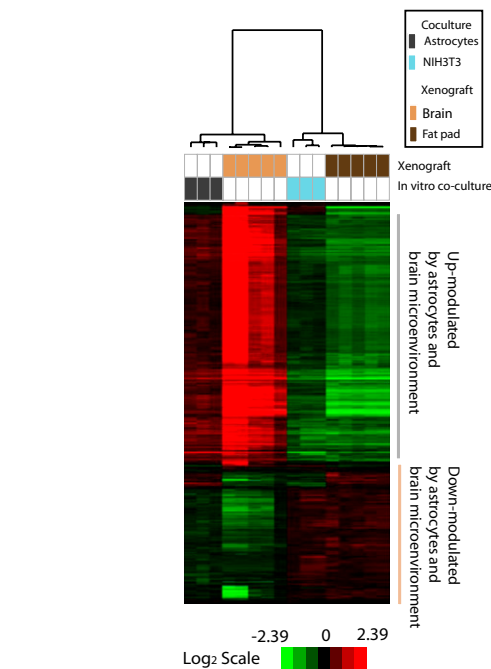 Coculture
Astrocytes
NIH3T3
Xenograft
Brain
Fat pad
Xenograft
In vitro co-culture
Up-modulated
by astrocytes and
brain microenvironment
Down-modulated
by astrocytes and
brain microenvironment
-2.39 0 2.39
Log2 Scale